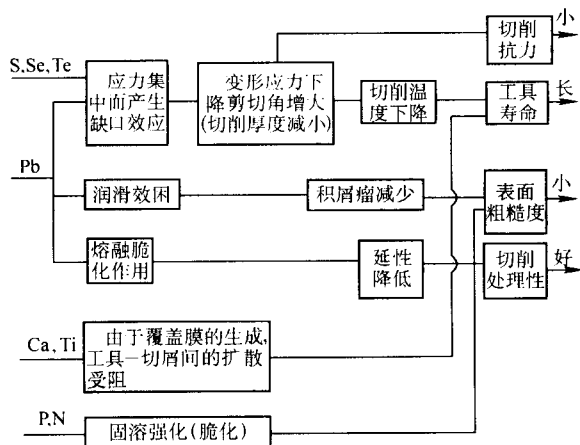 S,Se,Te
应力集
中而产生
缺口效应
变形应力下
降剪切角增大
(切削厚度减小)
切削温
度下降
切削
抗力
小
工具
寿命
长
Pb
润滑效困
积屑瘤减少
表面
粗糙度
小
熔融脆
化作用
延性
降低
切削
处理性
好
Ca,Ti
由于覆盖膜的生成,
工具-切屑间的扩散
受阻
P,N
固溶强化(脆化)